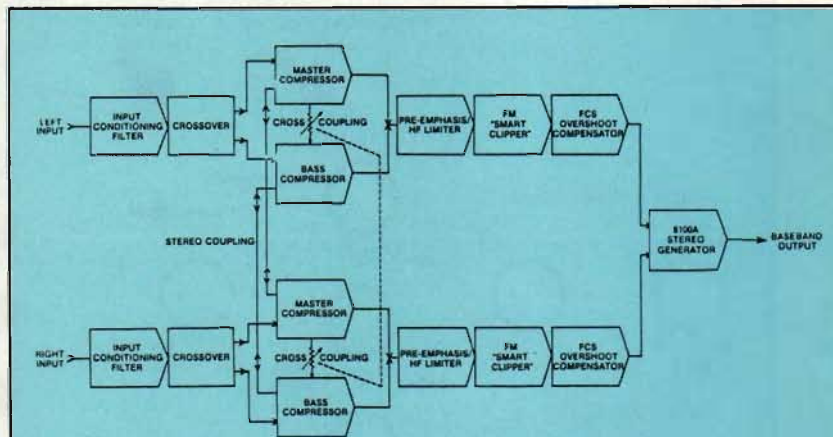 MASTER
COMPRESSOR
LEFT
INPUT
INPUT
CONDITIONING
FILTER
CROSSOVER
CROSS COUPLING
PRE-EMPHASIS/
HF LIMITER
FM
"SMART
CLIPPER"
FCS
OVERSHOOT
COMPENSATOR
BASS
COMPRESSOR
STEREO COUPLING
8100A
STEREO
GENERATOR
BASEBAND
OUTPUT
MASTER
COMPRESSOR
RIGHT
INPUT
INPUT
CONDITIONING
FILTER
CROSSOVER
CROSS COUPLING
PRE-EMPHASIS/
HF LIMITER
FM
"SMART
CLIPPER"
FCS
OVERSHOOT
COMPENSATOR
BASS
COMPRESSOR